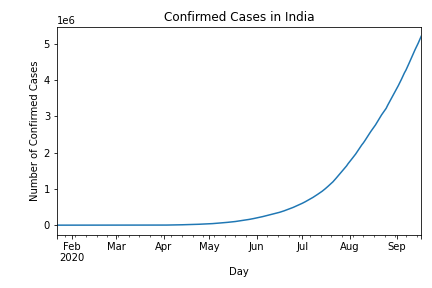 Confirmed Cases in India
1e6
5
4
3
2
1
0
Number of Confirmed Cases
Feb Mar Apr May Jun Jul Aug Sep
2020
Day